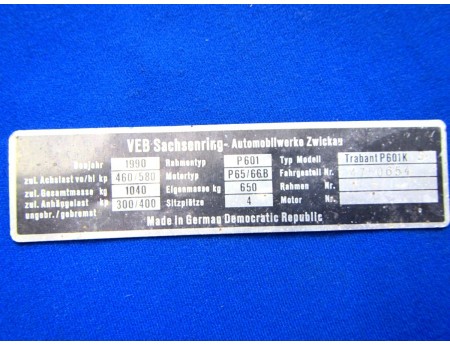 VEB Sachsenring - Automobilwerke Zwickau
Baujahr 1990 Rahmentyp P601 Typ Modell Trabant P601K
zul. Achslast vo/hi kp 460/580 Motortyp P65/66.B Fahrgestell Nr.
zul. Gesamtmasse kg 1040 Eigenmasse kg 650 Rahmen Nr.
zul. Anhängelast ungebr./gebremst 300/400 Sitzplätze 4 Motor Nr.
Made in German Democratic Republic